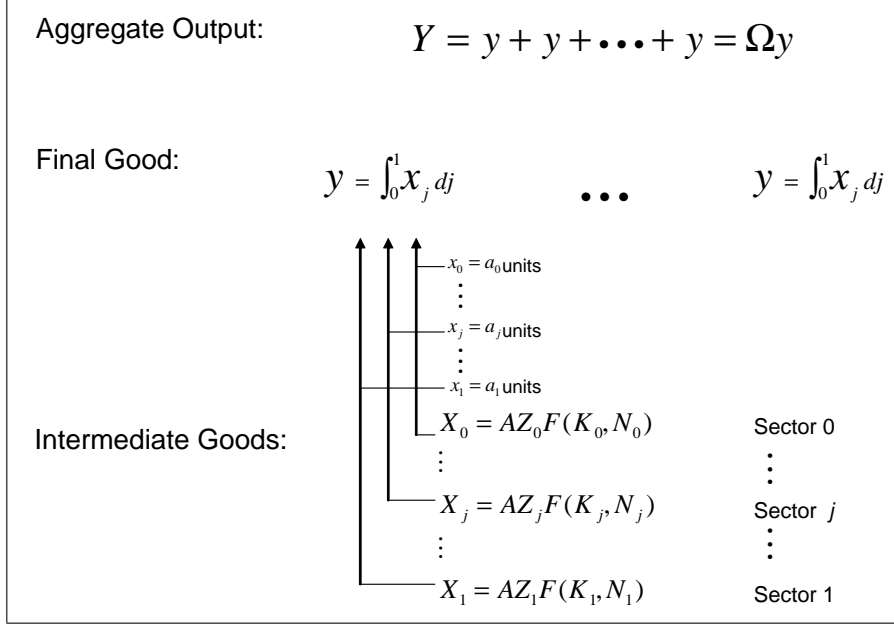 Aggregate Output: Y = y + y + ••• + y = Ωy
Final Good: y = ∫₀¹ x_j dj ... y = ∫₀¹ x_j dj
x₀ = a₀ units
⋮
x_j = a_j units
⋮
x₁ = a₁ units
X₀ = AZ₀F(K₀, N₀) Sector 0
Intermediate Goods:
⋮ ⋮
X_j = AZ_jF(K_j, N_j) Sector j
⋮ ⋮
X₁ = AZ₁F(K₁, N₁) Sector 1